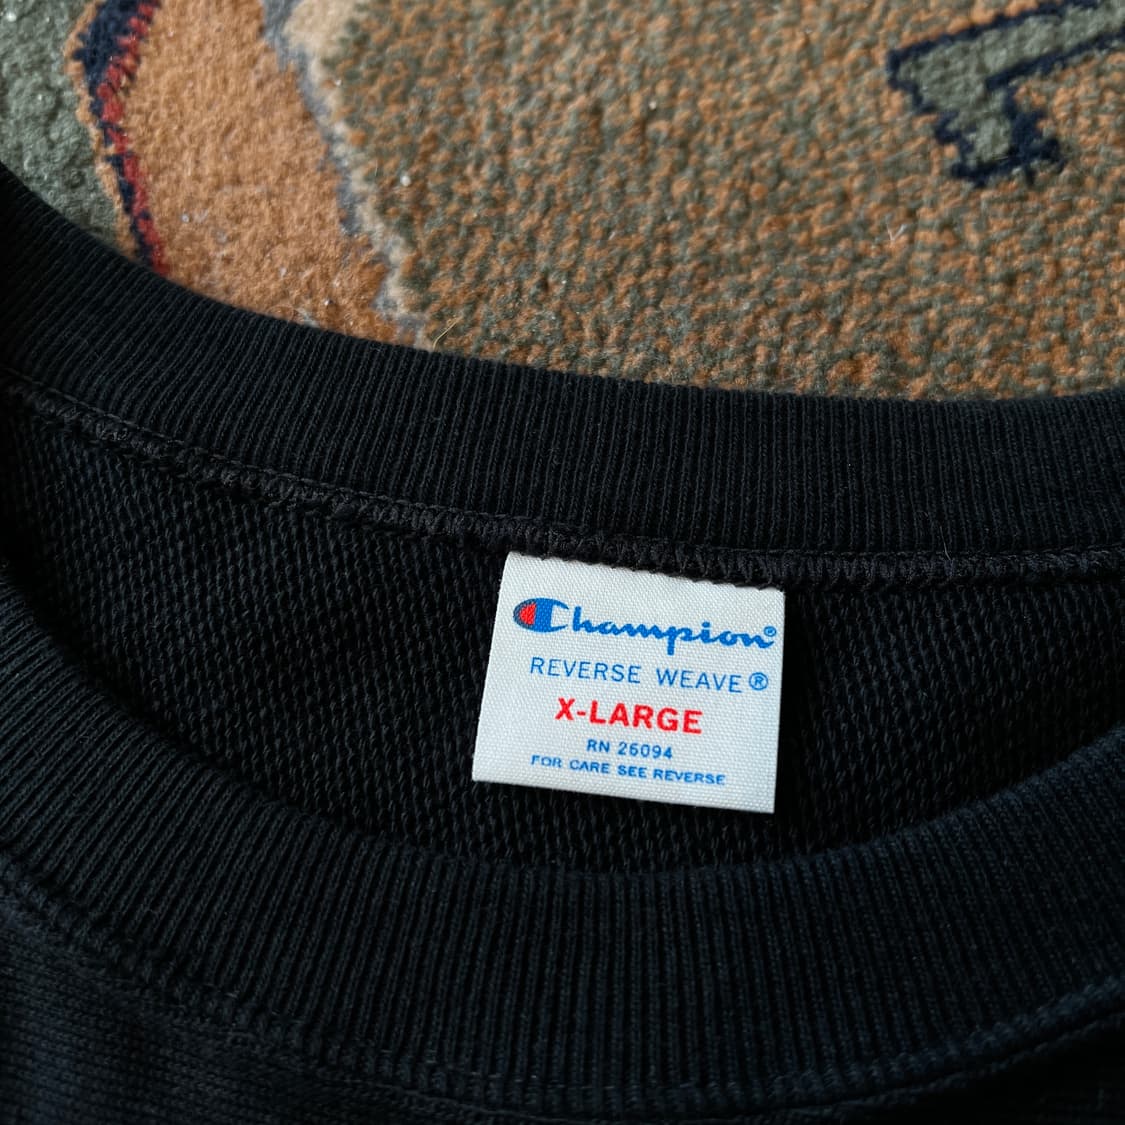 Champion®
REVERSE WEAVE®
X-LARGE
RN 26094
FOR CARE SEE REVERSE